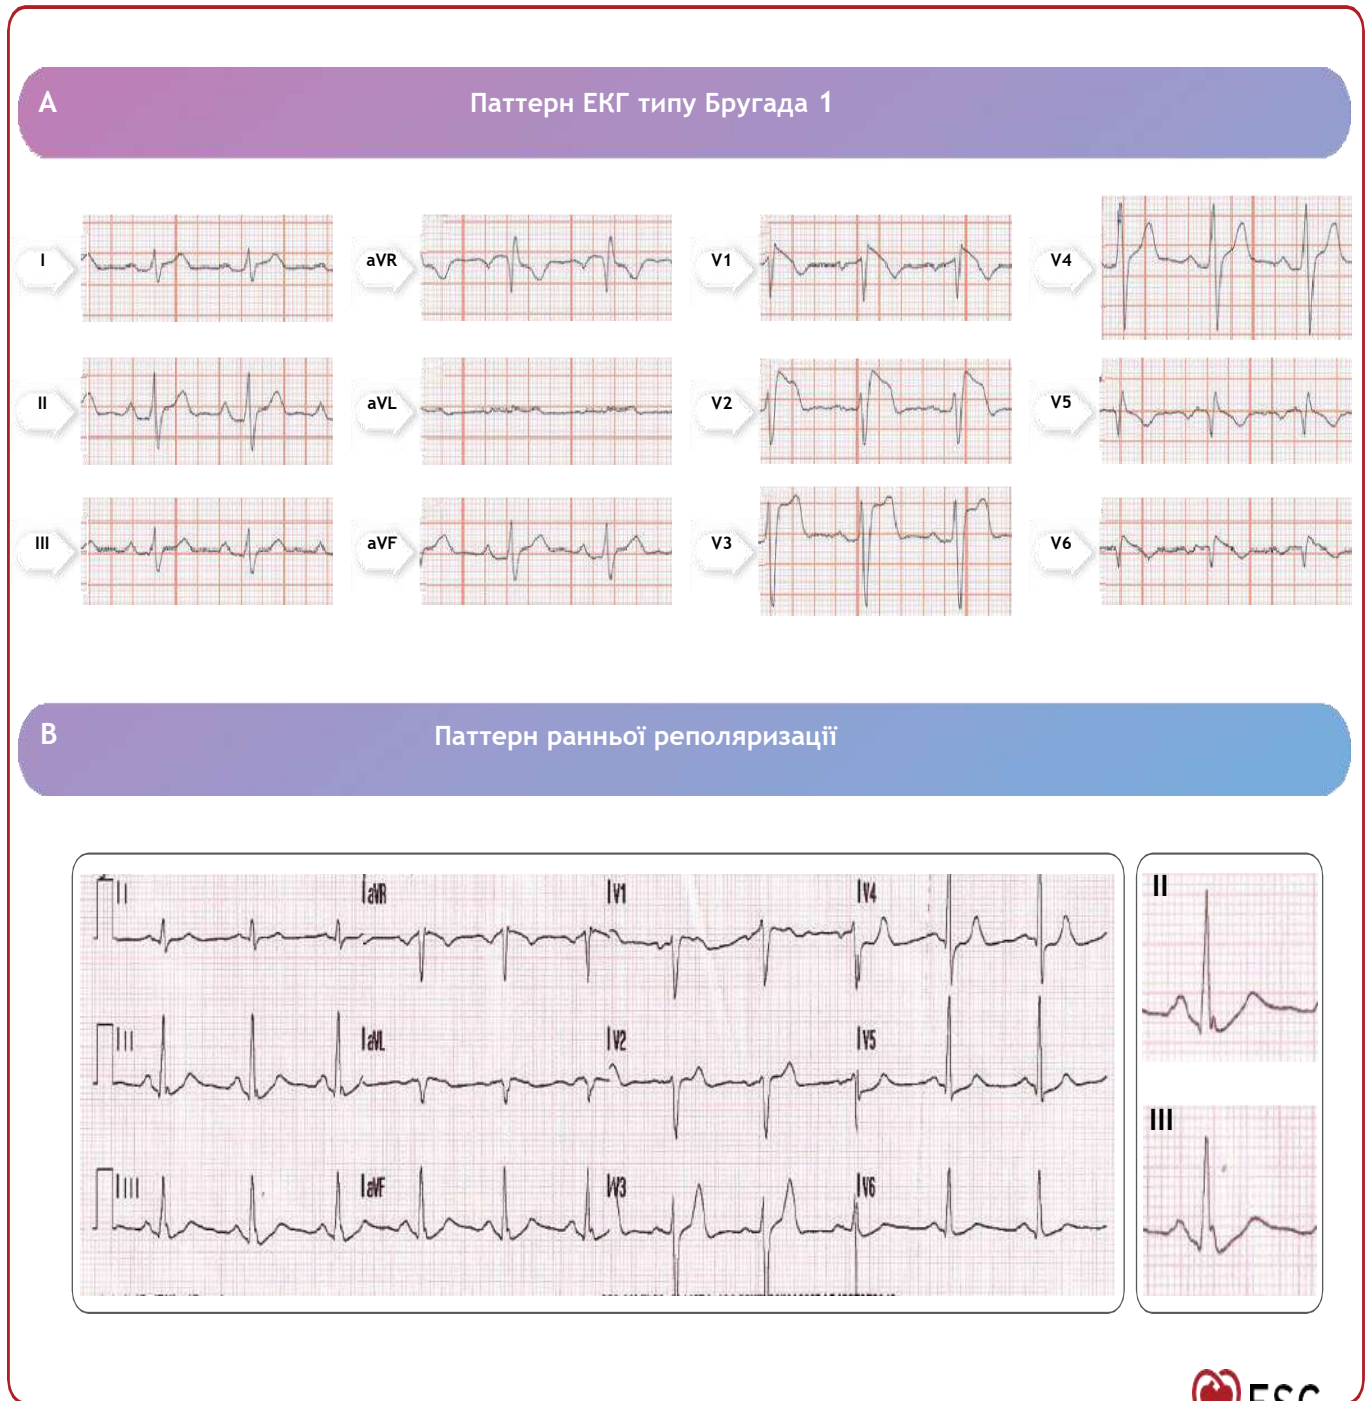 A
Паттерн ЕКГ типу Бругада 1
I
aVR
V1
V4
II
aVL
V2
V5
III
aVF
V3
V6
B
Паттерн ранньої реполяризації
I
aVR
V1
V4
II
aVL
V2
V5
III
aVF
V3
V6
II
III
ESC